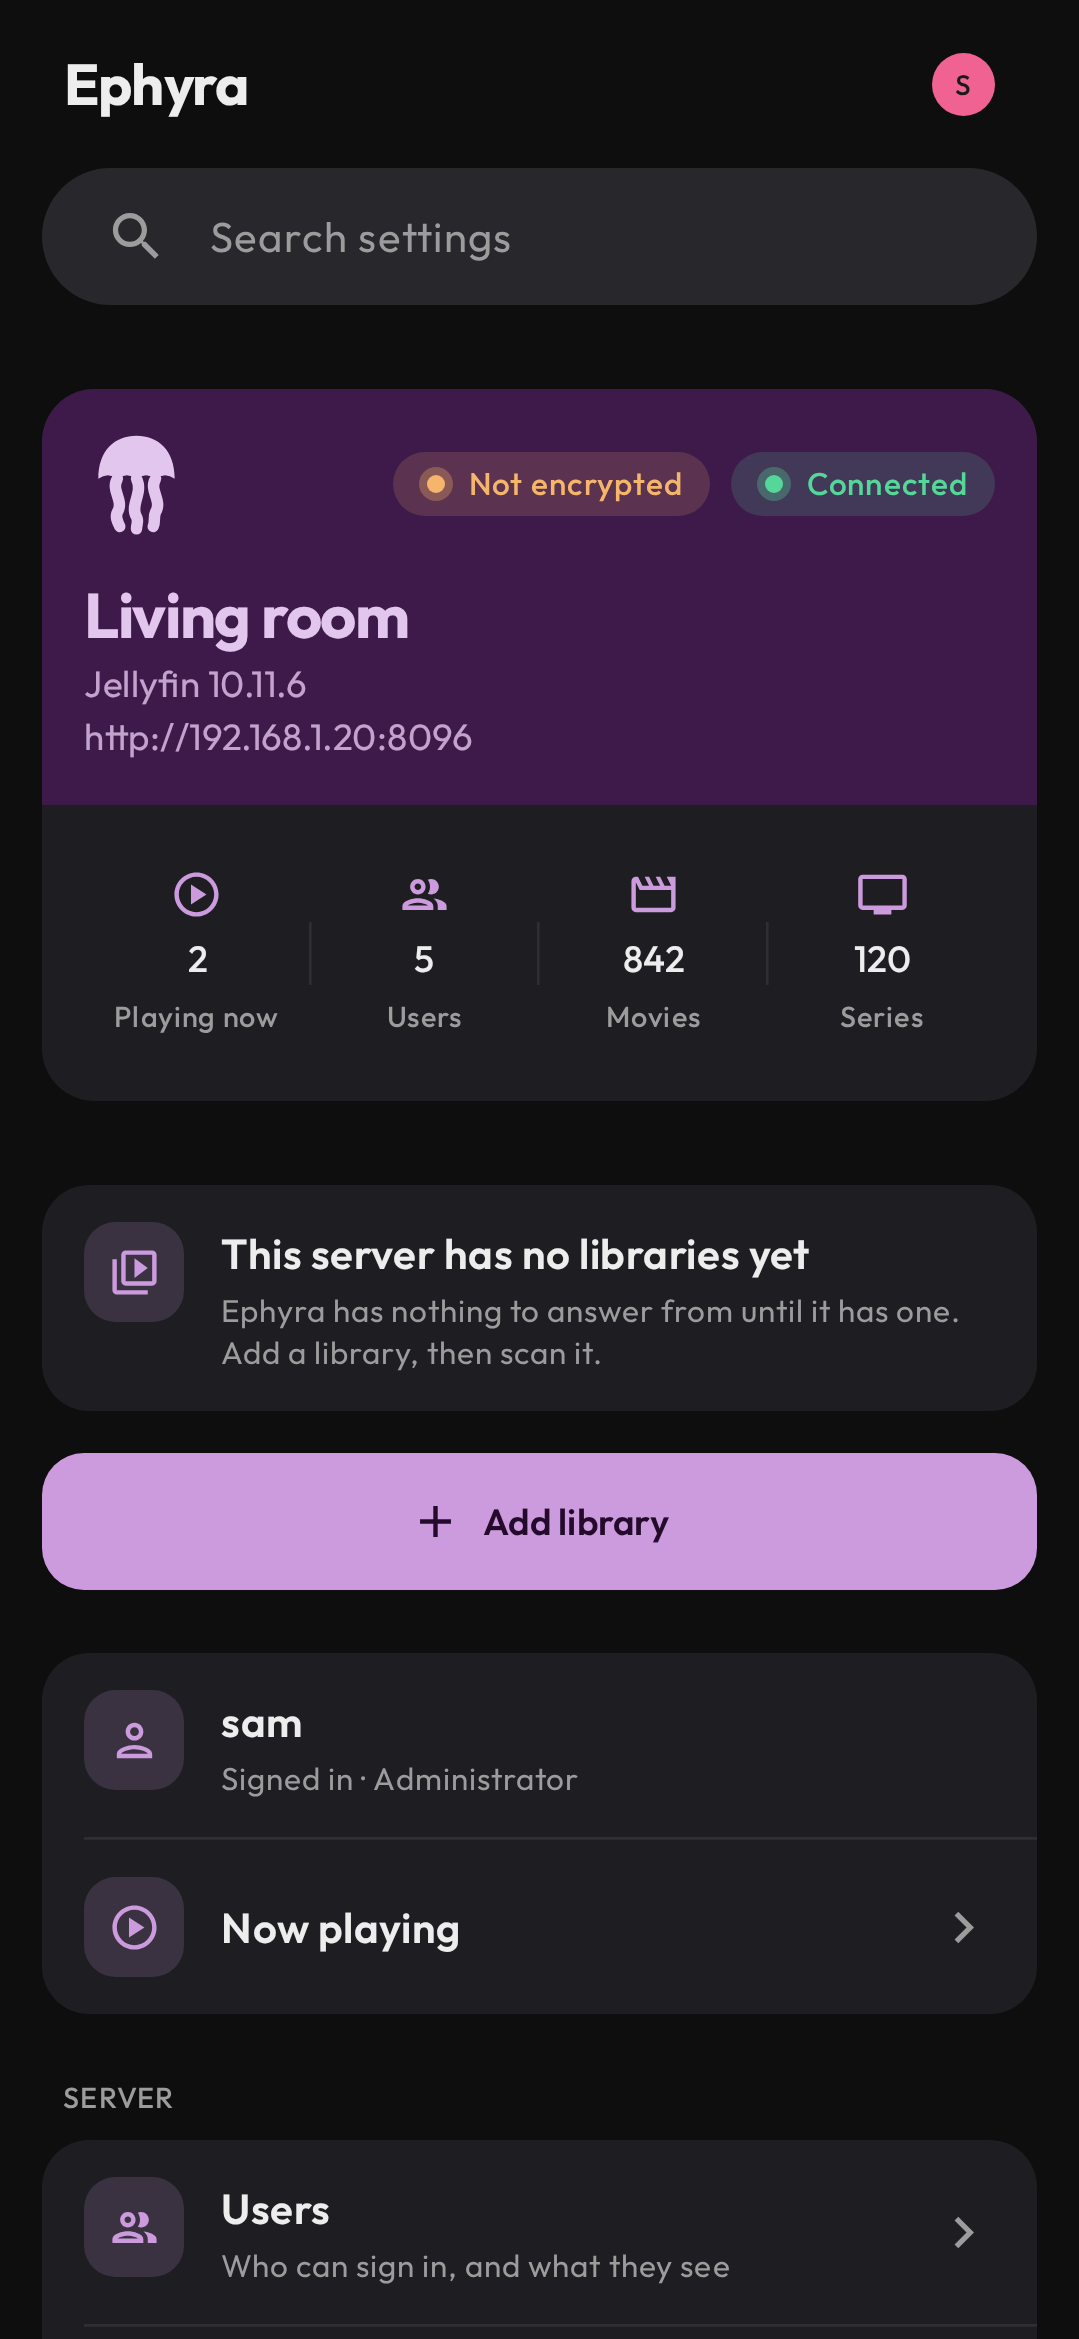 Ephyra
S
Search settings
Not encrypted
Connected
Living room
Jellyfin 10.11.6
http://192.168.1.20:8096
2
5
842
120
Playing now
Users
Movies
Series
This server has no libraries yet
Ephyra has nothing to answer from until it has one.
Add a library, then scan it.
Add library
sam
Signed in · Administrator
Now playing
SERVER
Users
Who can sign in, and what they see